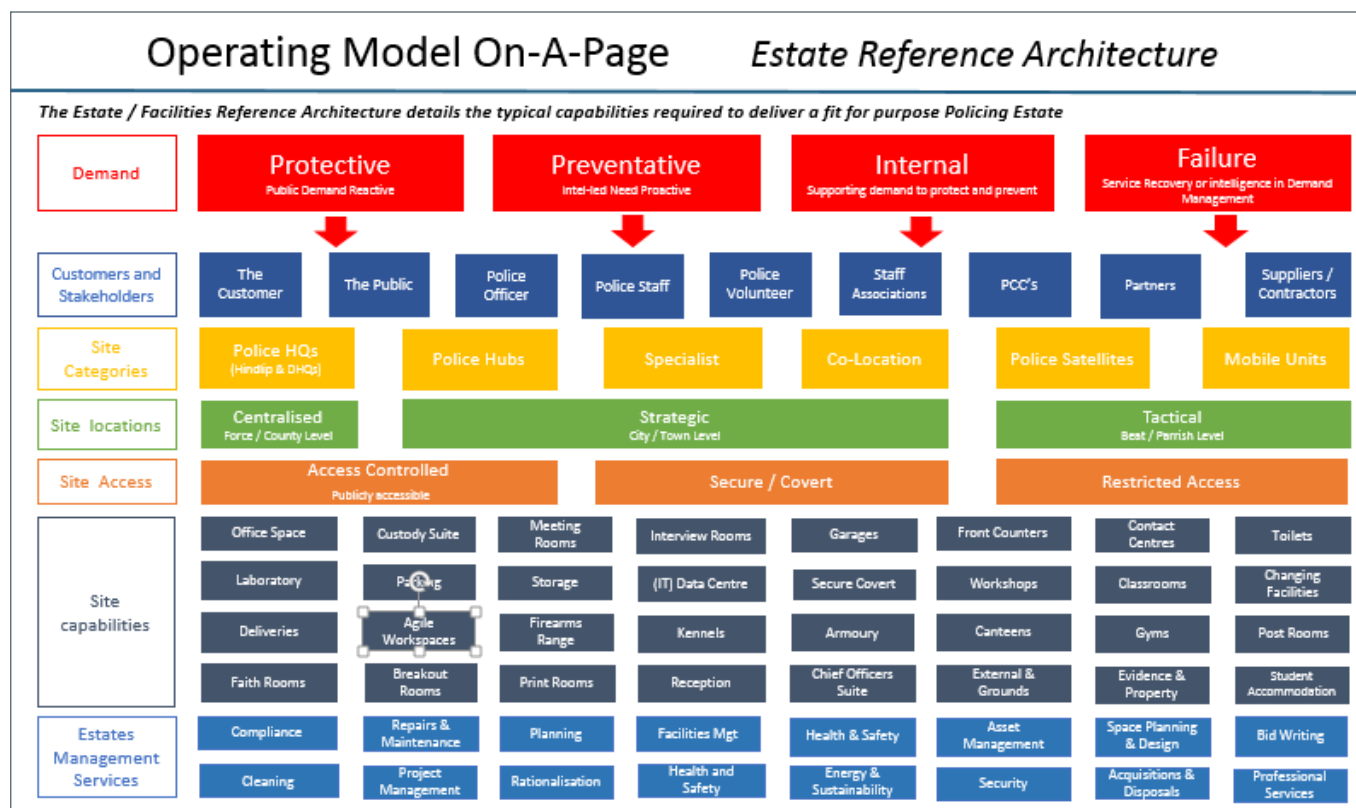 Operating Model On-A-Page Estate Reference Architecture
The Estate / Facilities Reference Architecture details the typical capabilities required to deliver a fit for purpose Policing Estate
Demand
Protective
Public Demand Reactive
Preventative
Intel-led Need Proactive
Internal
Supporting demand to protect and prevent
Failure
Service Recovery or intelligence in Demand
Management
Customers and
Stakeholders
The
Customer
The Public
Police
Officer
Police Staff
Police
Volunteer
Staff
Associations
PCC's
Partners
Suppliers /
Contractors
Site
Categories
Police HQs
(Hindlip & DHQs)
Police Hubs
Specialist
Co-Location
Police Satellites
Mobile Units
Site locations
Centralised
Force / County Level
Strategic
City / Town Level
Tactical
Beat / Parrish Level
Site Access
Access Controlled
Publicly accessible
Secure / Covert
Restricted Access
Site
capabilities
Office Space
Custody Suite
Meeting
Rooms
Interview Rooms
Garages
Front Counters
Contact
Centres
Toilets
Laboratory
Storage
(IT) Data Centre
Secure Covert
Workshops
Classrooms
Changing
Facilities
Deliveries
Agile
Workspaces
Firearms
Range
Kennels
Armoury
Canteens
Gyms
Post Rooms
Faith Rooms
Breakout
Rooms
Print Rooms
Reception
Chief Officers
Suite
External &
Grounds
Evidence &
Property
Student
Accommodation
Estates
Management
Services
Compliance
Repairs &
Maintenance
Planning
Facilities Mgt
Health & Safety
Asset
Management
Space Planning
& Design
Bid Writing
Cleaning
Project
Management
Rationalisation
Health and
Safety
Energy &
Sustainability
Security
Acquisitions &
Disposals
Professional
Services